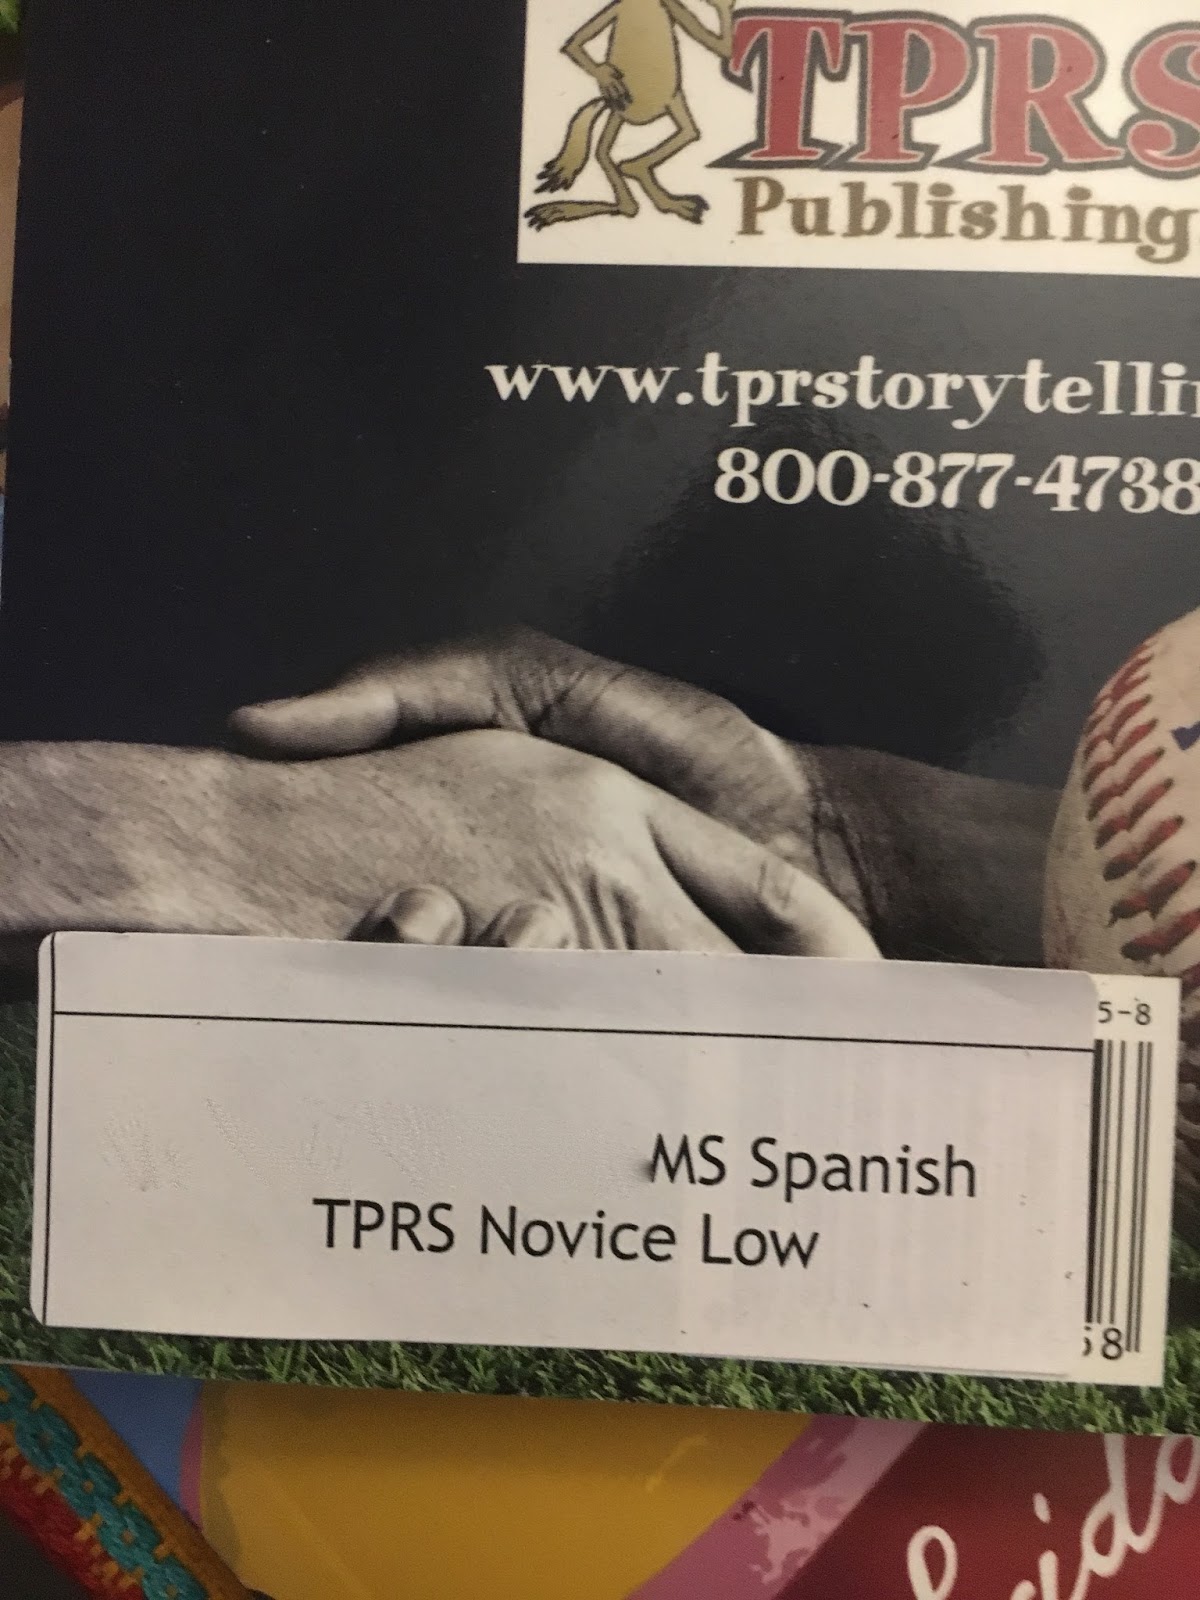 TPRS
Publishing
www.tprstorytelli
800-877-4738
5-8
MS Spanish
TPRS Novice Low
8